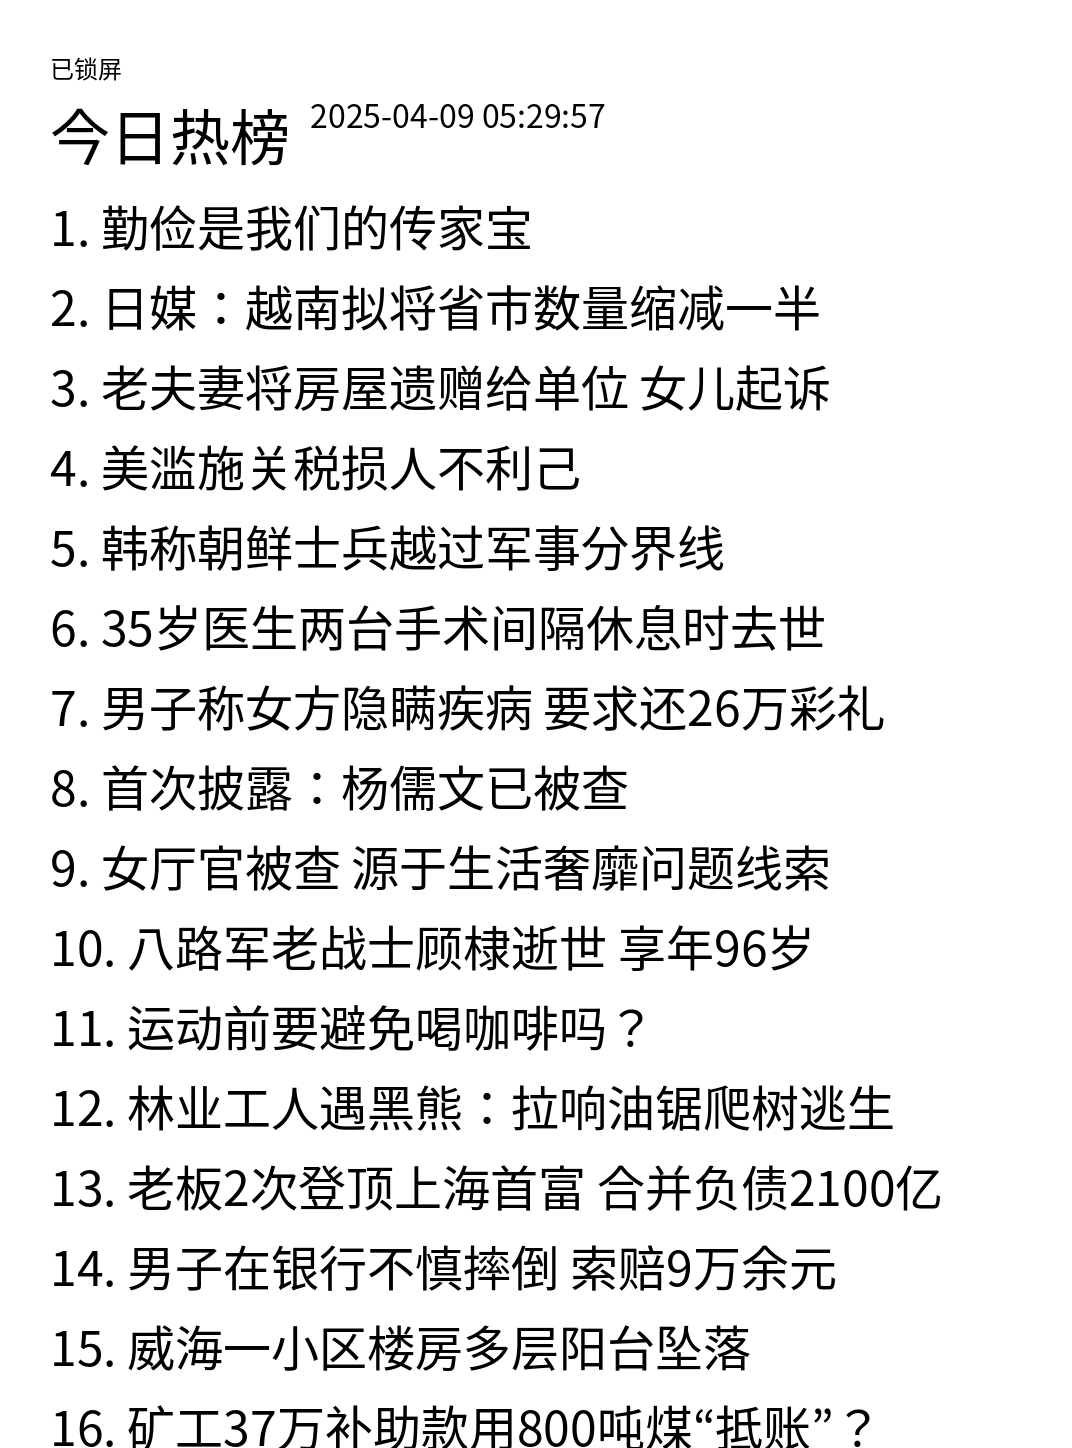 已锁屏
今日热榜 2025-04-09 05:29:57
1. 勤俭是我们的传家宝
2. 日媒：越南拟将省市数量缩减一半
3. 老夫妻将房屋遗赠给单位 女儿起诉
4. 美滥施关税损人不利己
5. 韩称朝鲜士兵越过军事分界线
6. 35岁医生两台手术间隔休息时去世
7. 男子称女方隐瞒疾病 要求还26万彩礼
8. 首次披露：杨儒文已被查
9. 女厅官被查 源于生活奢靡问题线索
10. 八路军老战士顾棣逝世 享年96岁
11. 运动前要避免喝咖啡吗？
12. 林业工人遇黑熊：拉响油锯爬树逃生
13. 老板2次登顶上海首富 合并负债2100亿
14. 男子在银行不慎摔倒 索赔9万余元
15. 威海一小区楼房多层阳台坠落
16. 矿工37万补助款用800吨煤“抵账”？